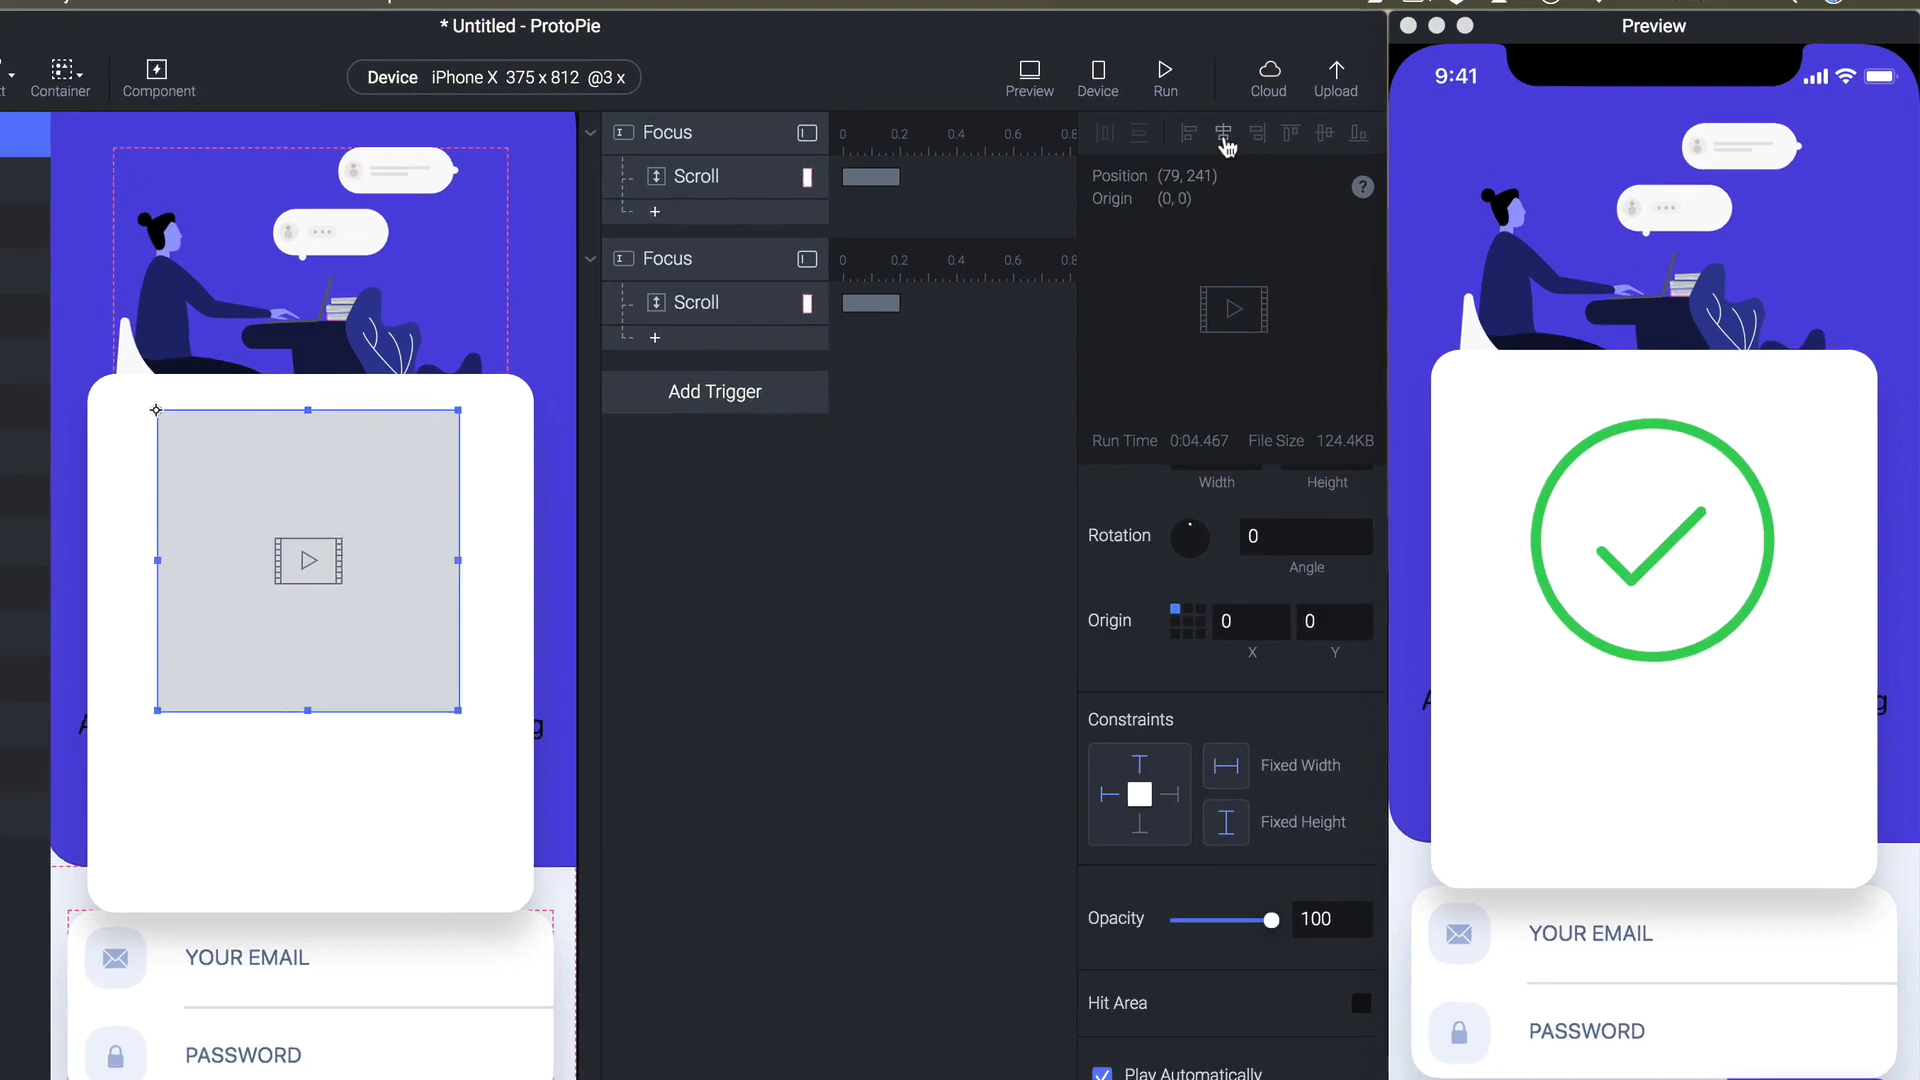 * Untitled - ProtoPie
Preview
Container
Component
Device iPhone X 375 x 812 @3 x
Preview
Device
Run
Cloud
Upload
9:41
Focus
0 0.2 0.4 0.6 0.8
Scroll
+
Focus
0 0.2 0.4 0.6 0.8
Scroll
+
Add Trigger
Position (79, 241)
Origin (0, 0)
?
Run Time 0:04.467 File Size 124.4KB
Width Height
Rotation 0
Angle
Origin 0 0
X Y
Constraints
Fixed Width
Fixed Height
Opacity 100
Hit Area
Play Automatically
YOUR EMAIL
PASSWORD
YOUR EMAIL
PASSWORD